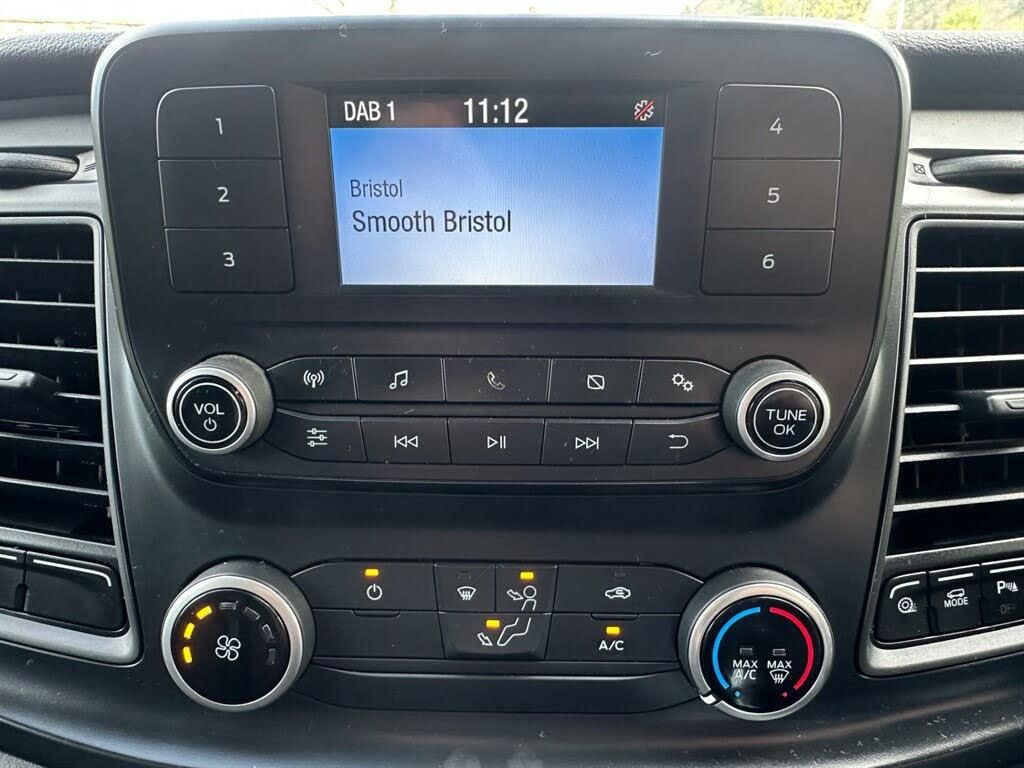 DAB 1 11:12
Bristol
Smooth Bristol
1
2
3
4
5
6
VOL
TUNE
OK
A/C
MAX
A/C
MAX
MODE
P
OFF